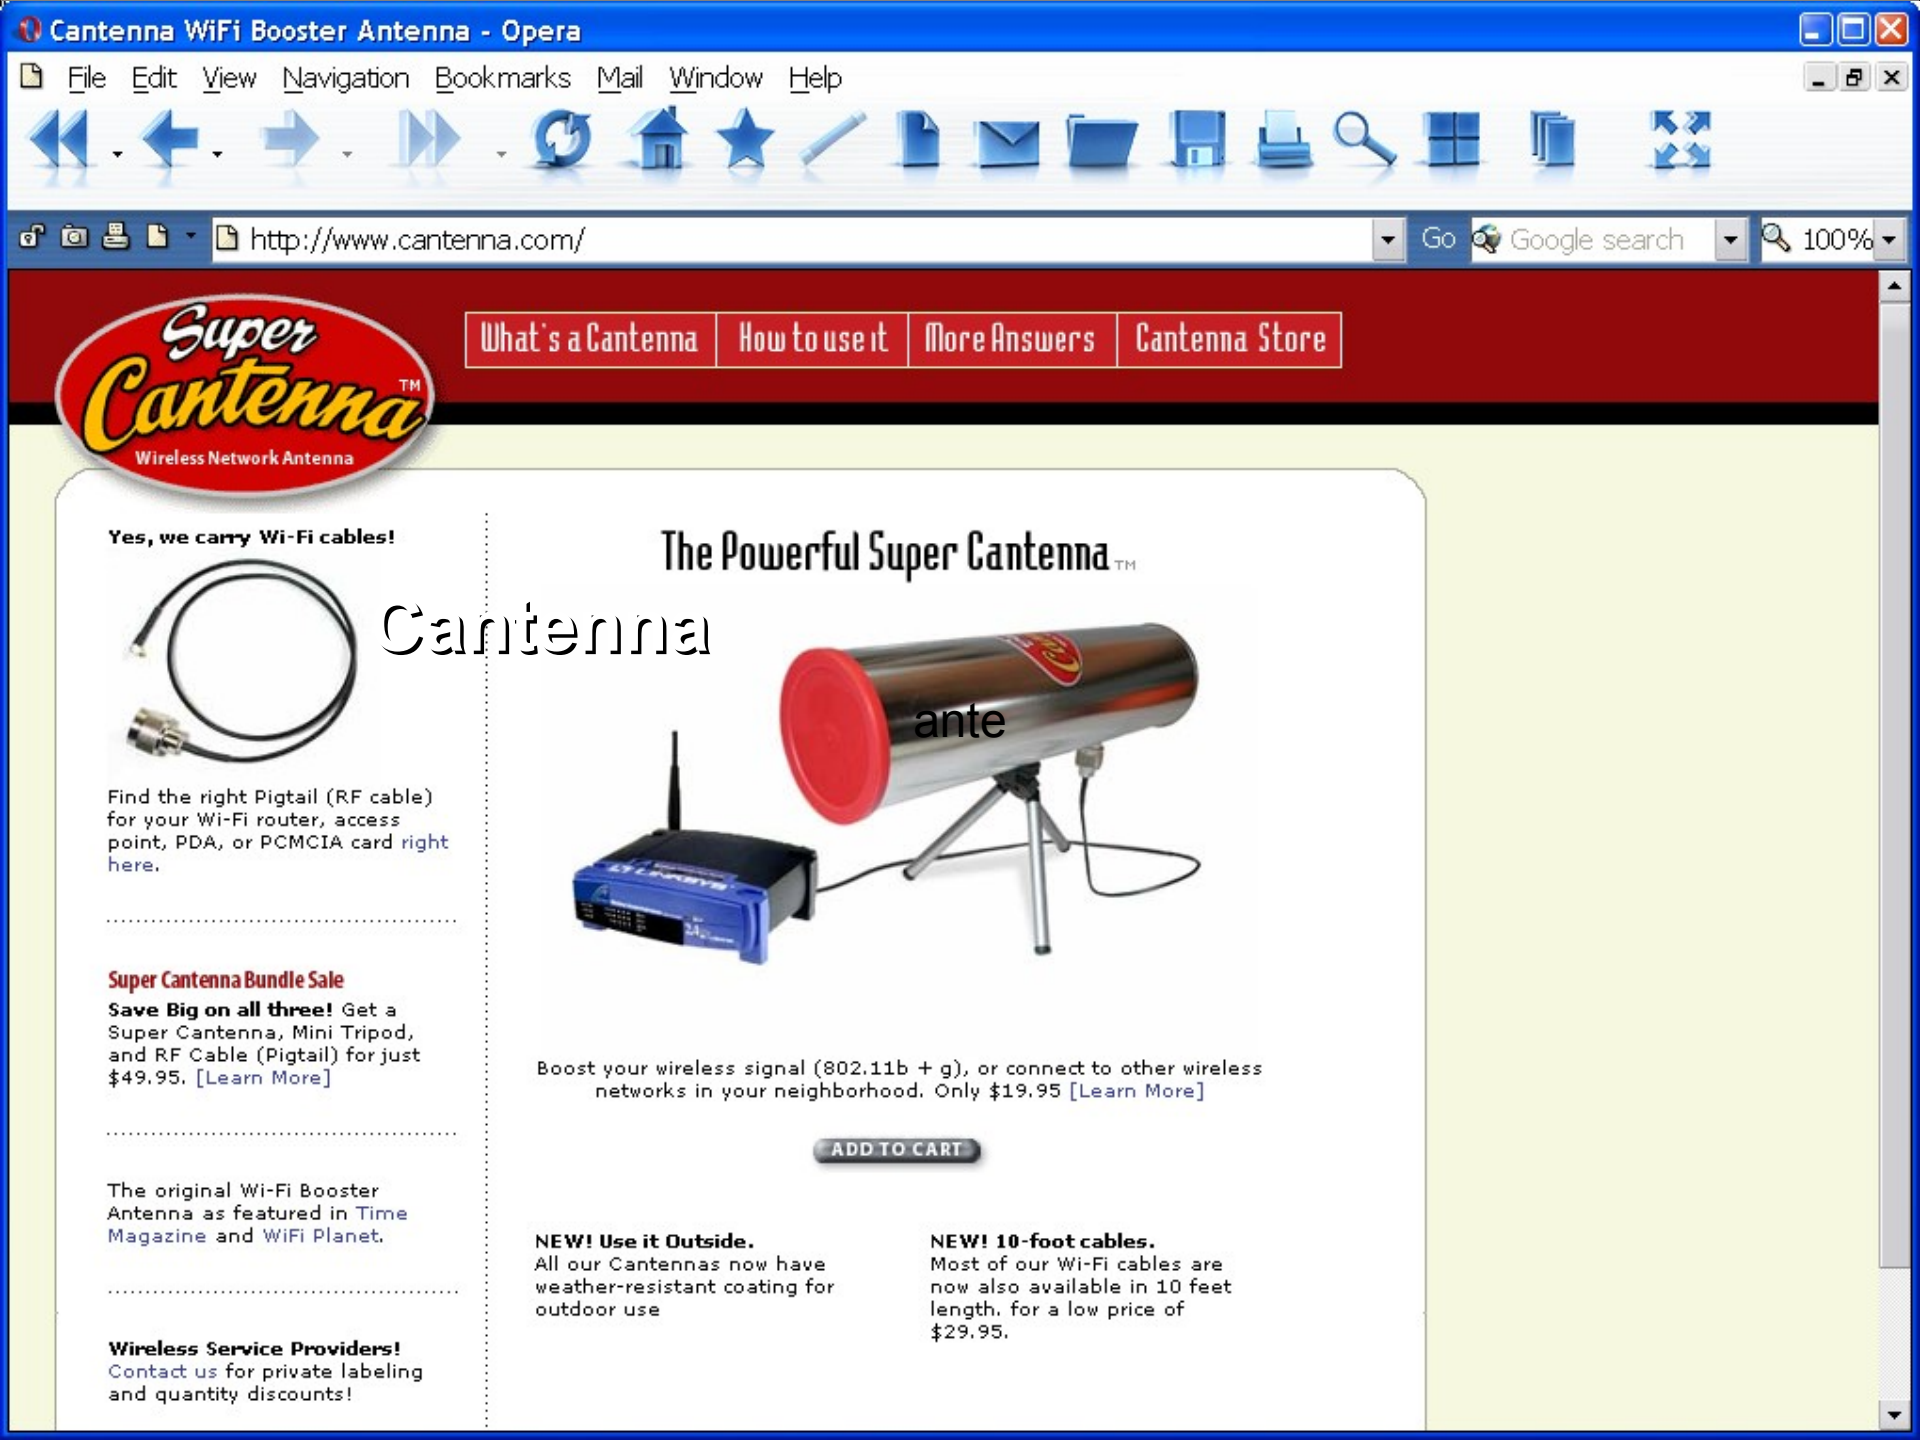 Cantenna WiFi Booster Antenna - Opera
File Edit View Navigation Bookmarks Mail Window Help
http://www.cantenna.com/ Go Google search 100%
Super
Cantenna TM
Wireless Network Antenna
What's a Cantenna How to use it More Answers Cantenna Store
Yes, we carry Wi-Fi cables!
Find the right Pigtail (RF cable)
for your Wi-Fi router, access
point, PDA, or PCMCIA card right
here.
Super Cantenna Bundle Sale
Save Big on all three! Get a
Super Cantenna, Mini Tripod,
and RF Cable (Pigtail) for just
$49.95. [Learn More]
The original Wi-Fi Booster
Antenna as featured in Time
Magazine and WiFi Planet.
Wireless Service Providers!
Contact us for private labeling
and quantity discounts!
The Powerful Super Cantenna TM
Cantenna
ante
LINKSYS
Boost your wireless signal (802.11b + g), or connect to other wireless
networks in your neighborhood. Only $19.95 [Learn More]
ADD TO CART
NEW! Use it Outside.
All our Cantennas now have
weather-resistant coating for
outdoor use
NEW! 10-foot cables.
Most of our Wi-Fi cables are
now also available in 10 feet
length. for a low price of
$29.95.